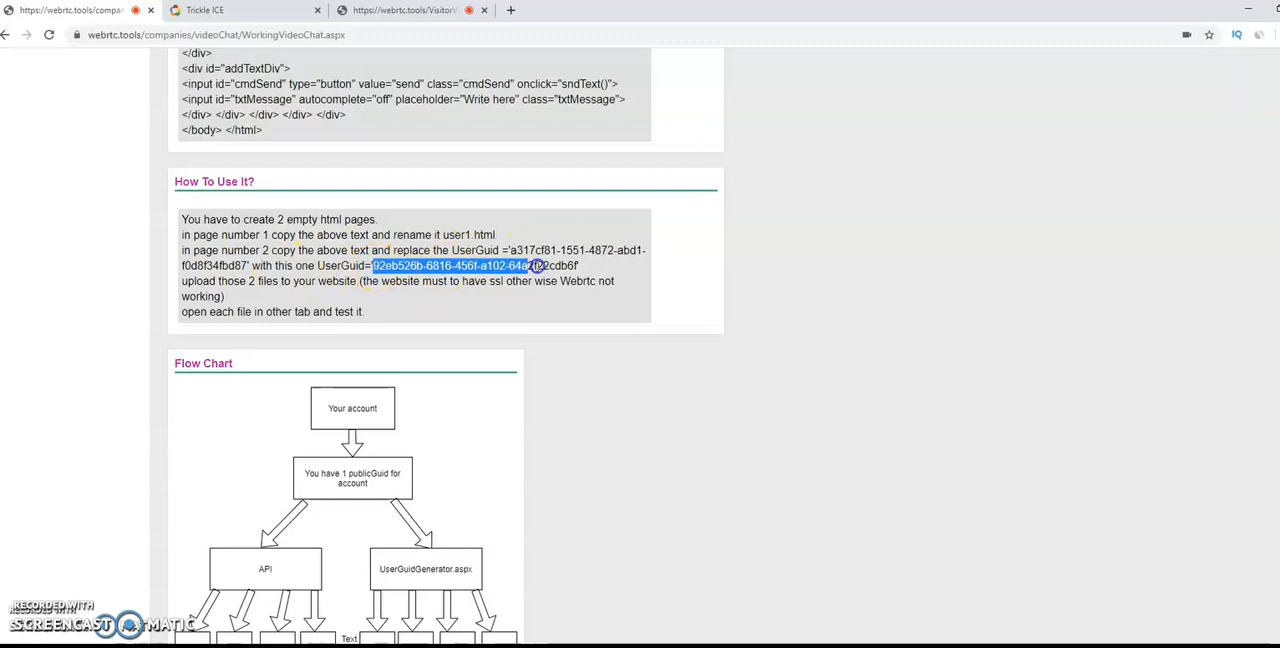 https://webrtc.tools/compan
Trickle ICE
https://webrtc.tools/VisitorVi
webrtc.tools/companies/videoChat/WorkingVideoChat.aspx
IQ
</div>
<div id="addTextDiv">
<input id="cmdSend" type="button" value="send" class="cmdSend" onclick="sndText()">
<input id="txtMessage" autocomplete="off" placeholder="Write here" class="txtMessage">
</div> </div> </div> </div> </div>
</body> </html>
How To Use It?
You have to create 2 empty html pages.
in page number 1 copy the above text and rename it user1.html
in page number 2 copy the above text and replace the UserGuid ='a317cf81-1551-4872-abd1-
f0d8f34fbd87' with this one UserGuid='92eb526b-6816-456f-a102-64a2f22cdb6f'
upload those 2 files to your website.(the website must to have ssl other wise Webrtc not
working)
open each file in other tab and test it.
Flow Chart
Your account
You have 1 publicGuid for
account
API
UserGuidGenerator.aspx
Text
RECORDED WITH
SCREENCAST MATIC